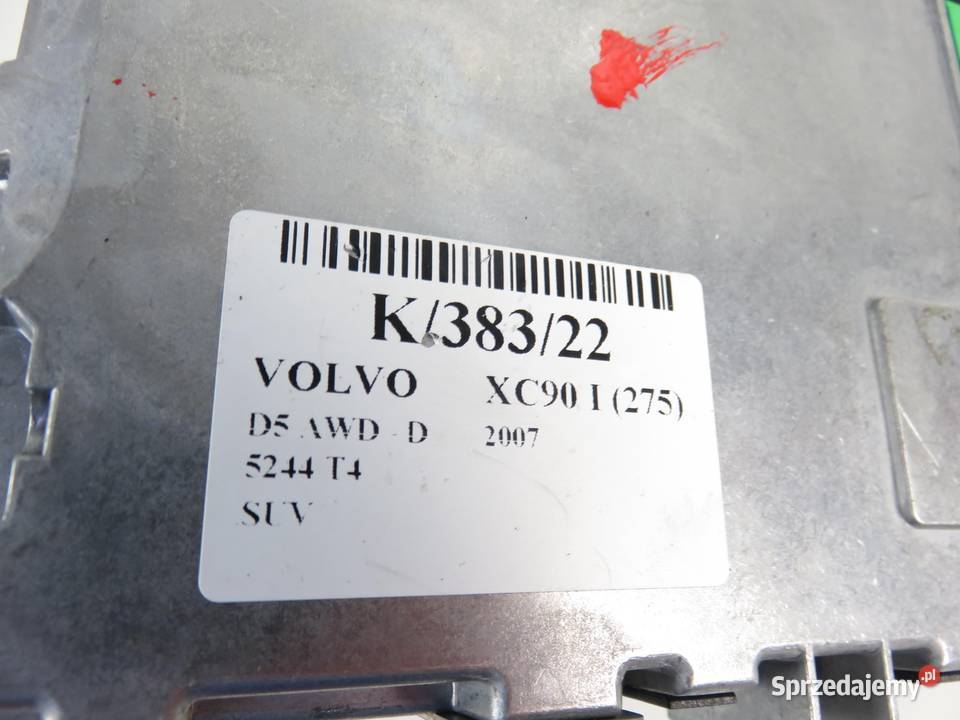 K/383/22
VOLVO XC90 I (275)
D5 AWD - D 2007
5244 T4
SUV
Sprzedajemy.pl